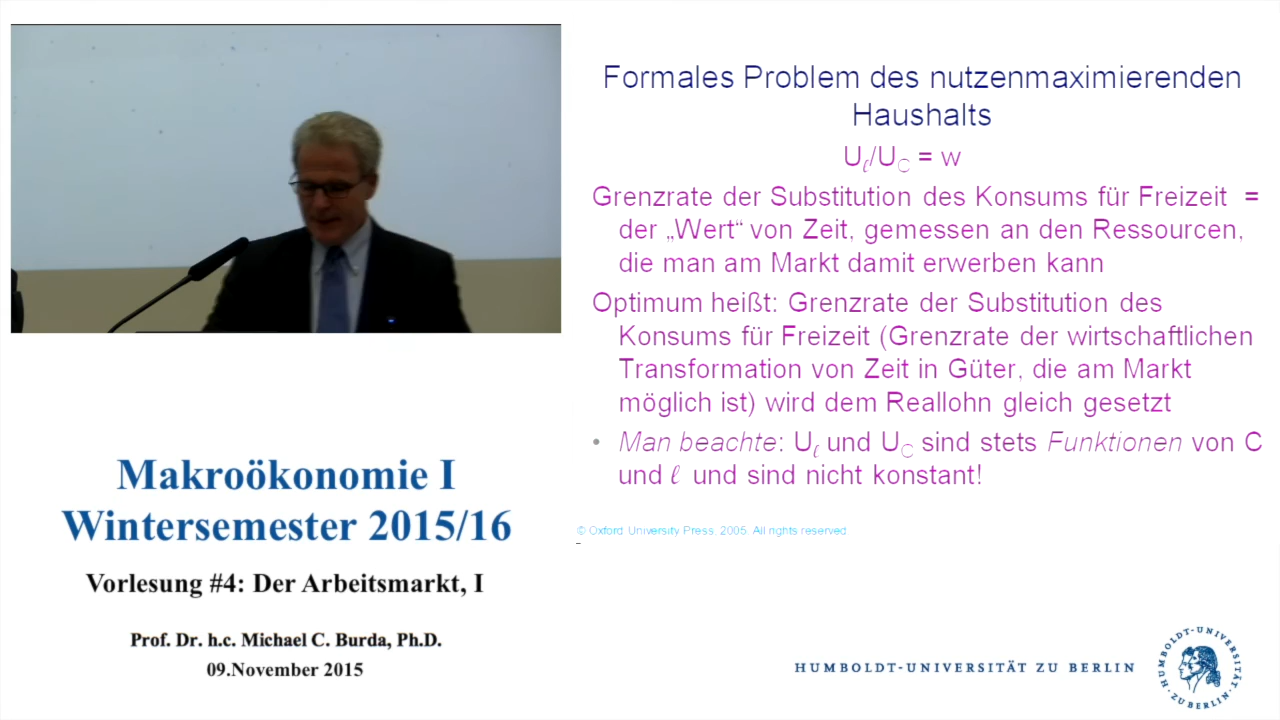 Formales Problem des nutzenmaximierenden
Haushalts
Uℓ/UC = w
Grenzrate der Substitution des Konsums für Freizeit =
der „Wert“ von Zeit, gemessen an den Ressourcen,
die man am Markt damit erwerben kann
Optimum heißt: Grenzrate der Substitution des
Konsums für Freizeit (Grenzrate der wirtschaftlichen
Transformation von Zeit in Güter, die am Markt
möglich ist) wird dem Reallohn gleich gesetzt
• Man beachte: Uℓ und UC sind stets Funktionen von C
und ℓ und sind nicht konstant!
© Oxford University Press, 2005. All rights reserved
Makroökonomie I
Wintersemester 2015/16
Vorlesung #4: Der Arbeitsmarkt, I
Prof. Dr. h.c. Michael C. Burda, Ph.D.
09.November 2015
HUMBOLDT-UNIVERSITÄT ZU BERLIN
HUMBOLDT-UNIVERSITÄT ZU BERLIN